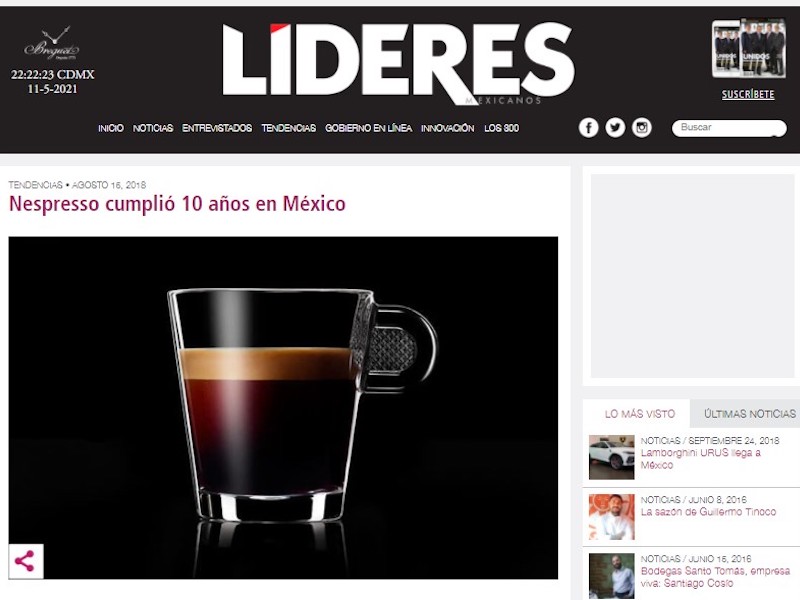 Breguet
22:22:23 CDMX
11-5-2021
LÍDERES
MEXICANOS
UNIDOS
SUSCRÍBETE
INICIO NOTICIAS ENTREVISTADOS TENDENCIAS GOBIERNO EN LÍNEA INNOVACIÓN LOS 300
Buscar
TENDENCIAS • AGOSTO 15, 2018
Nespresso cumplió 10 años en México
LO MÁS VISTO
ÚLTIMAS NOTICIAS
NOTICIAS / SEPTIEMBRE 24, 2018
Lamborghini URUS llega a
México
NOTICIAS / JUNIO 8, 2016
La sazón de Guillermo Tinoco
NOTICIAS / JUNIO 15, 2016
Bodegas Santo Tomás, empresa
viva: Santiago Cosío